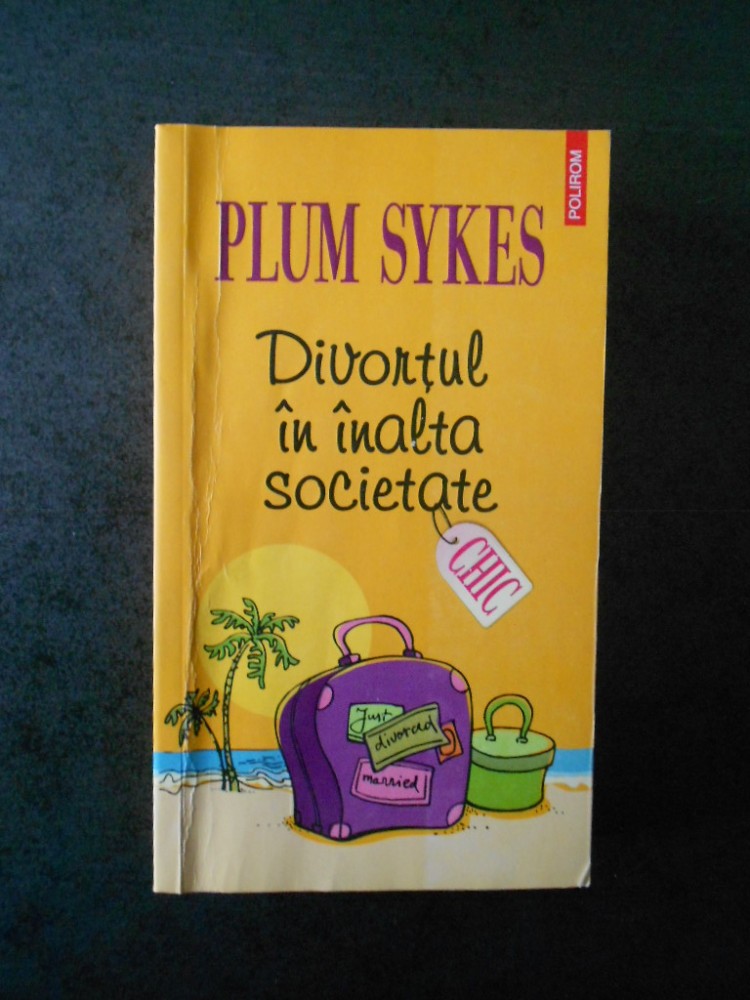 POLIROM
PLUM SYKES
Divorțul
în înalta
societate
CHIC
Just
divorced
married